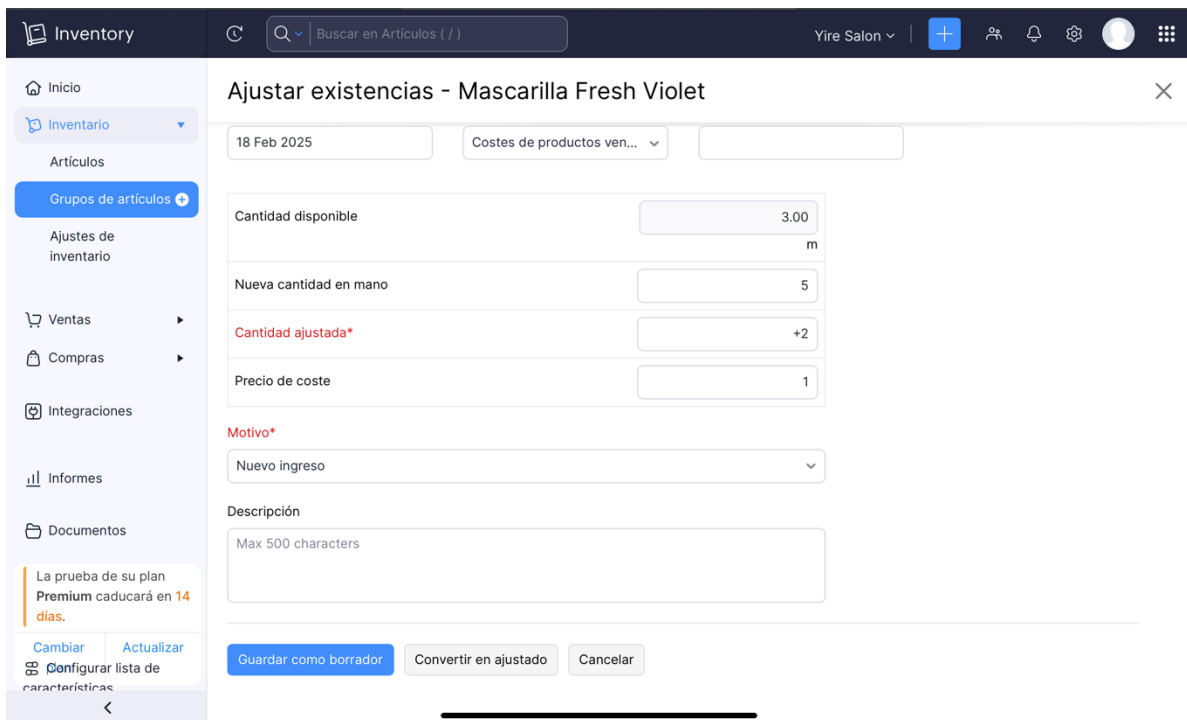 Inventory
Buscar en Artículos ( / )
Yire Salon
Inicio
Inventario
Artículos
Grupos de artículos
Ajustes de
inventario
Ventas
Compras
Integraciones
Informes
Documentos
La prueba de su plan
Premium caducará en 14
días.
Cambiar
Actualizar
Configurar lista de
características
Ajustar existencias - Mascarilla Fresh Violet
18 Feb 2025
Costes de productos ven...
Cantidad disponible
3.00
m
Nueva cantidad en mano
5
Cantidad ajustada*
+2
Precio de coste
1
Motivo*
Nuevo ingreso
Descripción
Max 500 characters
Guardar como borrador
Convertir en ajustado
Cancelar